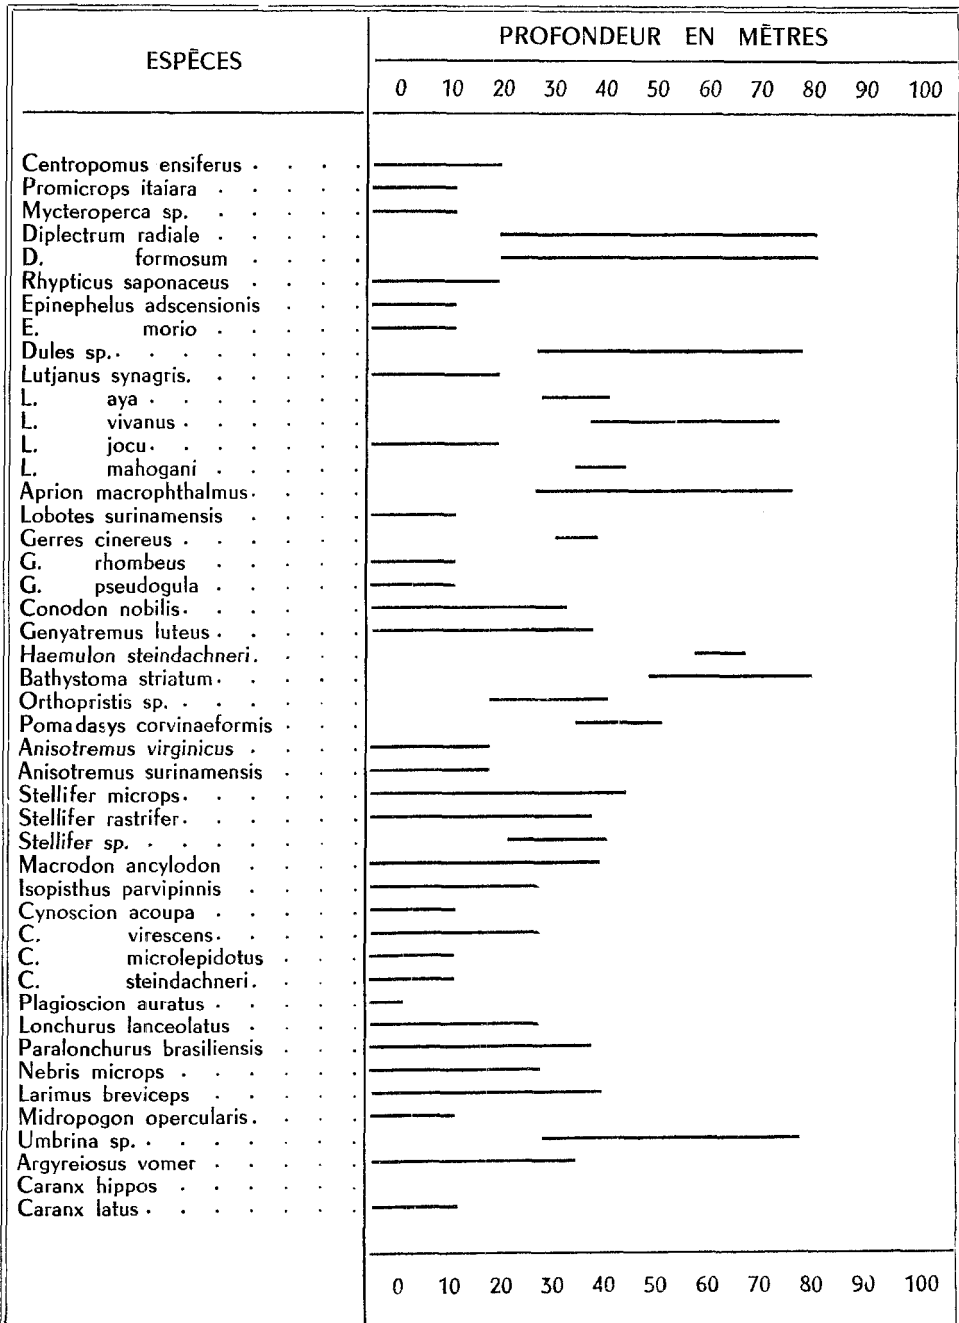 ESPÈCES
PROFONDEUR EN MÈTRES
0 10 20 30 40 50 60 70 80 90 100
Centropomus ensiferus . . . .
Promicrops itaiara . . . . .
Mycteroperca sp. . . . . .
Diplectrum radiale . . . . .
D. formosum . . . .
Rhypticus saponaceus . . . .
Epinephelus adscensionis . . .
E. morio . . . . .
Dules sp. . . . . . . .
Lutjanus synagris. . . . . .
L. aya . . . . . . .
L. vivanus . . . . . .
L. jocu . . . . . . .
L. mahogani . . . . .
Aprion macrophthalmus . . . .
Lobotes surinamensis . . . .
Gerres cinereus . . . . . .
G. rhombeus . . . . .
G. pseudogula . . . . .
Conodon nobilis . . . . . .
Genyatremus luteus . . . . .
Haemulon steindachneri. . . .
Bathystoma striatum . . . . .
Orthopristis sp. . . . . . .
Pomadasys corvinaeformis . . .
Anisotremus virginicus . . . .
Anisotremus surinamensis . . .
Stellifer microps . . . . . .
Stellifer rastrifer . . . . . .
Stellifer sp. . . . . . . .
Macrodon ancylodon . . . .
Isopisthus parvipinnis . . . .
Cynoscion acoupa . . . . .
C. virescens . . . . .
C. microlepidotus . . .
C. steindachneri . . . .
Plagioscion auratus . . . . .
Lonchurus lanceolatus . . . .
Paralonchurus brasiliensis . . .
Nebris microps . . . . . .
Larimus breviceps . . . . .
Midropogon opercularis. . . .
Umbrina sp. . . . . . . .
Argyreiosus vomer . . . . .
Caranx hippos . . . . . .
Caranx latus . . . . . . .
0 10 20 30 40 50 60 70 80 90 100